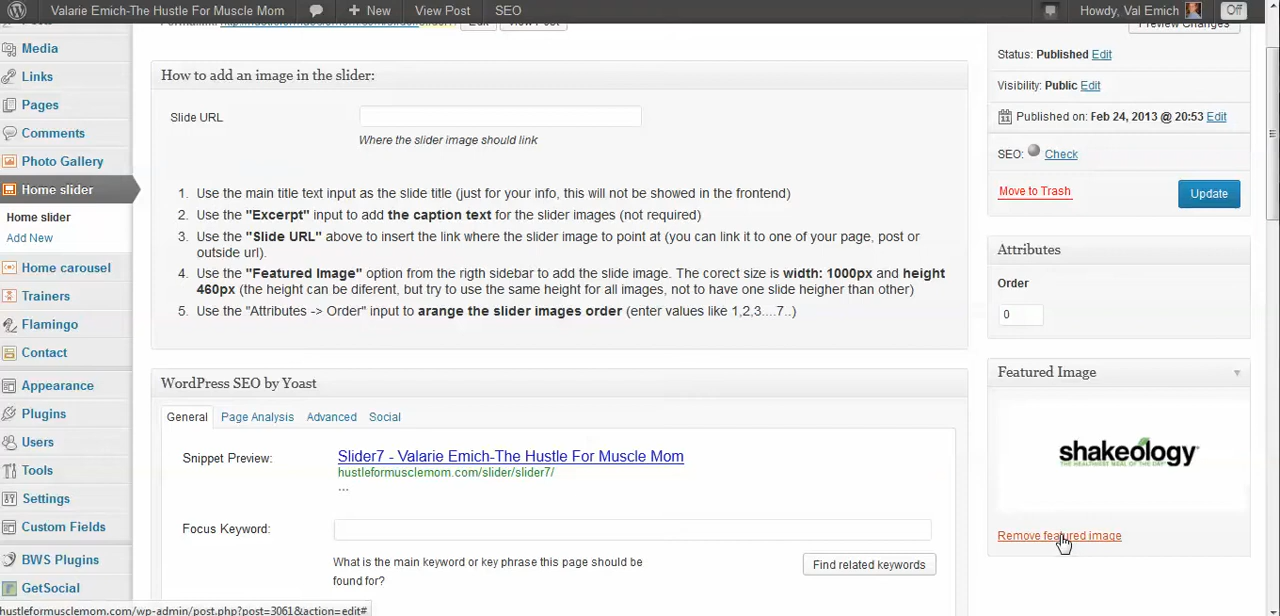 Valarie Emich-The Hustle For Muscle Mom
+ New
View Post
SEO
Howdy, Val Emich
Off
Media
Links
Pages
Comments
Photo Gallery
Home slider
Home slider
Add New
Home carousel
Trainers
Flamingo
Contact
Appearance
Plugins
Users
Tools
Settings
Custom Fields
BWS Plugins
GetSocial
Edit
View Post
How to add an image in the slider:
Slide URL
Where the slider image should link
1. Use the main title text input as the slide title (just for your info, this will not be showed in the frontend)
2. Use the "Excerpt" input to add the caption text for the slider images (not required)
3. Use the "Slide URL" above to insert the link where the slider image to point at (you can link it to one of your page, post or
outside url).
4. Use the "Featured Image" option from the rigth sidebar to add the slide image. The corect size is width: 1000px and height
460px (the height can be diferent, but try to use the same height for all images, not to have one slide heigher than other)
5. Use the "Attributes -> Order" input to arange the slider images order (enter values like 1,2,3....7..)
WordPress SEO by Yoast
General
Page Analysis
Advanced
Social
Snippet Preview:
Slider7 - Valarie Emich-The Hustle For Muscle Mom
hustleformusclemom.com/slider/slider7/
...
Focus Keyword:
What is the main keyword or key phrase this page should be
found for?
Find related keywords
Preview Changes
Status: Published Edit
Visibility: Public Edit
Published on: Feb 24, 2013 @ 20:53 Edit
SEO: Check
Move to Trash
Update
Attributes
Order
0
Featured Image
shakeology
THE HEALTHIEST MEAL OF THE DAY
Remove featured image
hustleformusclemom.com/wp-admin/post.php?post=3061&action=edit#